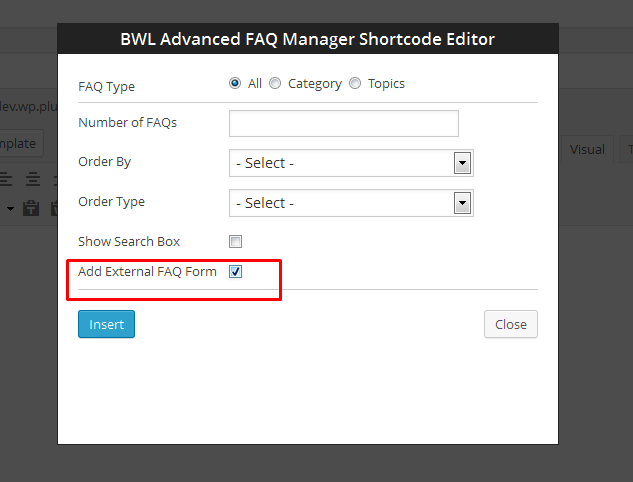 BWL Advanced FAQ Manager Shortcode Editor
FAQ Type All Category Topics
dev.wp.plu
Number of FAQs
mplate
Visual T
Order By - Select -
Order Type - Select -
Show Search Box
Add External FAQ Form
Insert Close